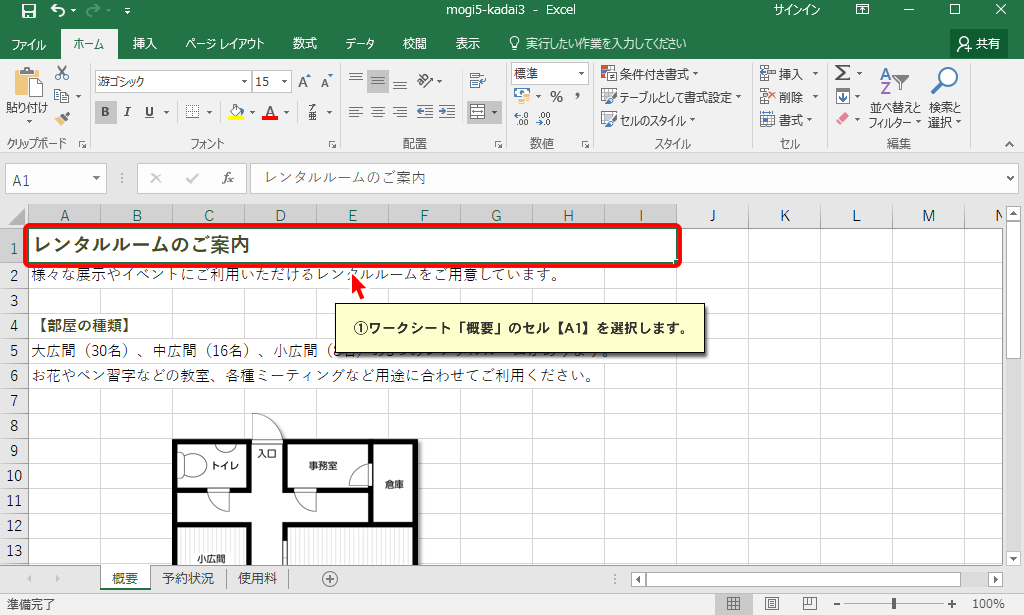 mogi5-kadai3 - Excel
サインイン
ファイル ホーム 挿入 ページ レイアウト 数式 データ 校閲 表示 実行したい作業を入力してください 共有
貼り付け
クリップボード
游ゴシック 15
B I U
フォント
配置
標準
%
数値
条件付き書式
テーブルとして書式設定
セルのスタイル
スタイル
挿入
削除
書式
セル
並べ替えと
フィルター
検索と
選択
編集
A1
fx
レンタルルームのご案内
A B C D E F G H I J K L M N
1 レンタルルームのご案内
2 様々な展示やイベントにご利用いただけるレンタルルームをご用意しています。
3
①ワークシート「概要」のセル【A1】を選択します。
4 【部屋の種類】
5 大広間（30名）、中広間（16名）、小広間
6 お花やペン習字などの教室、各種ミーティングなど用途に合わせてご利用ください。
7
8
9
10
11
12
13
トイレ
入口
事務室
倉庫
小広間
概要 予約状況 使用料
準備完了
100%